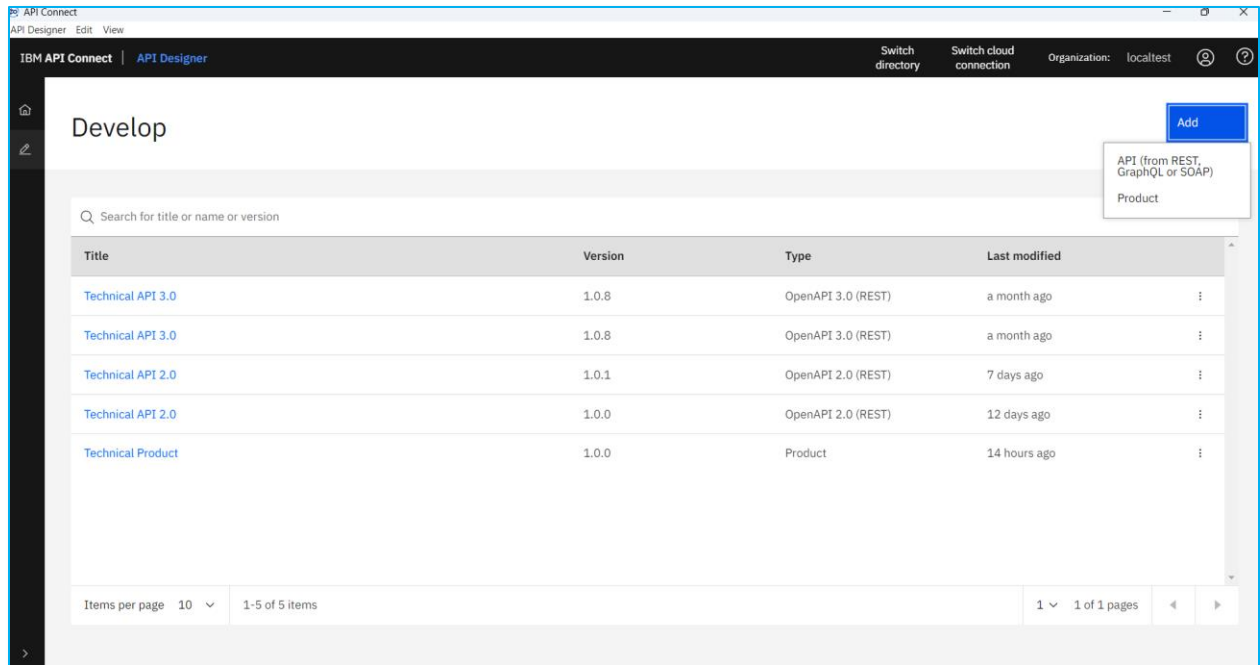 API Connect
API Designer Edit View
IBM API Connect | API Designer
Switch directory
Switch cloud connection
Organization: localtest
Develop
Add
API (from REST,
GraphQL or SOAP)
Product
Search for title or name or version
Title Version Type Last modified
Technical API 3.0 1.0.8 OpenAPI 3.0 (REST) a month ago
Technical API 3.0 1.0.8 OpenAPI 3.0 (REST) a month ago
Technical API 2.0 1.0.1 OpenAPI 2.0 (REST) 7 days ago
Technical API 2.0 1.0.0 OpenAPI 2.0 (REST) 12 days ago
Technical Product 1.0.0 Product 14 hours ago
Items per page 10 1-5 of 5 items 1 1 of 1 pages